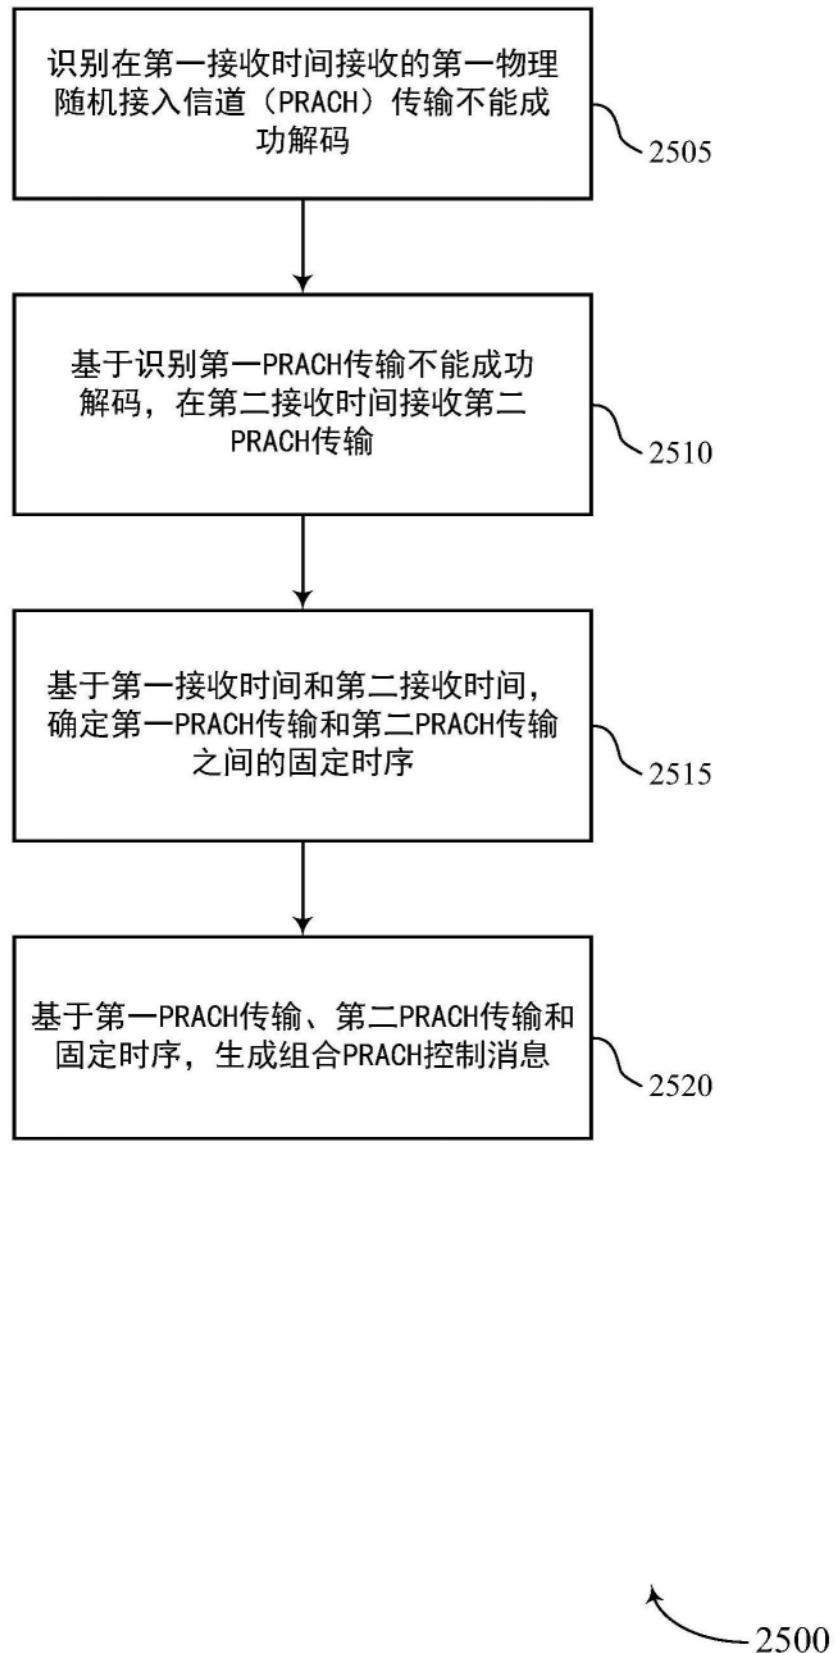 识别在第一接收时间接收的第一物理
随机接入信道（PRACH）传输不能成
功解码
2505
基于识别第一PRACH传输不能成功
解码，在第二接收时间接收第二
PRACH传输
2510
基于第一接收时间和第二接收时间，
确定第一PRACH传输和第二PRACH传输
之间的固定时序
2515
基于第一PRACH传输、第二PRACH传输和
固定时序，生成组合PRACH控制消息
2520
2500